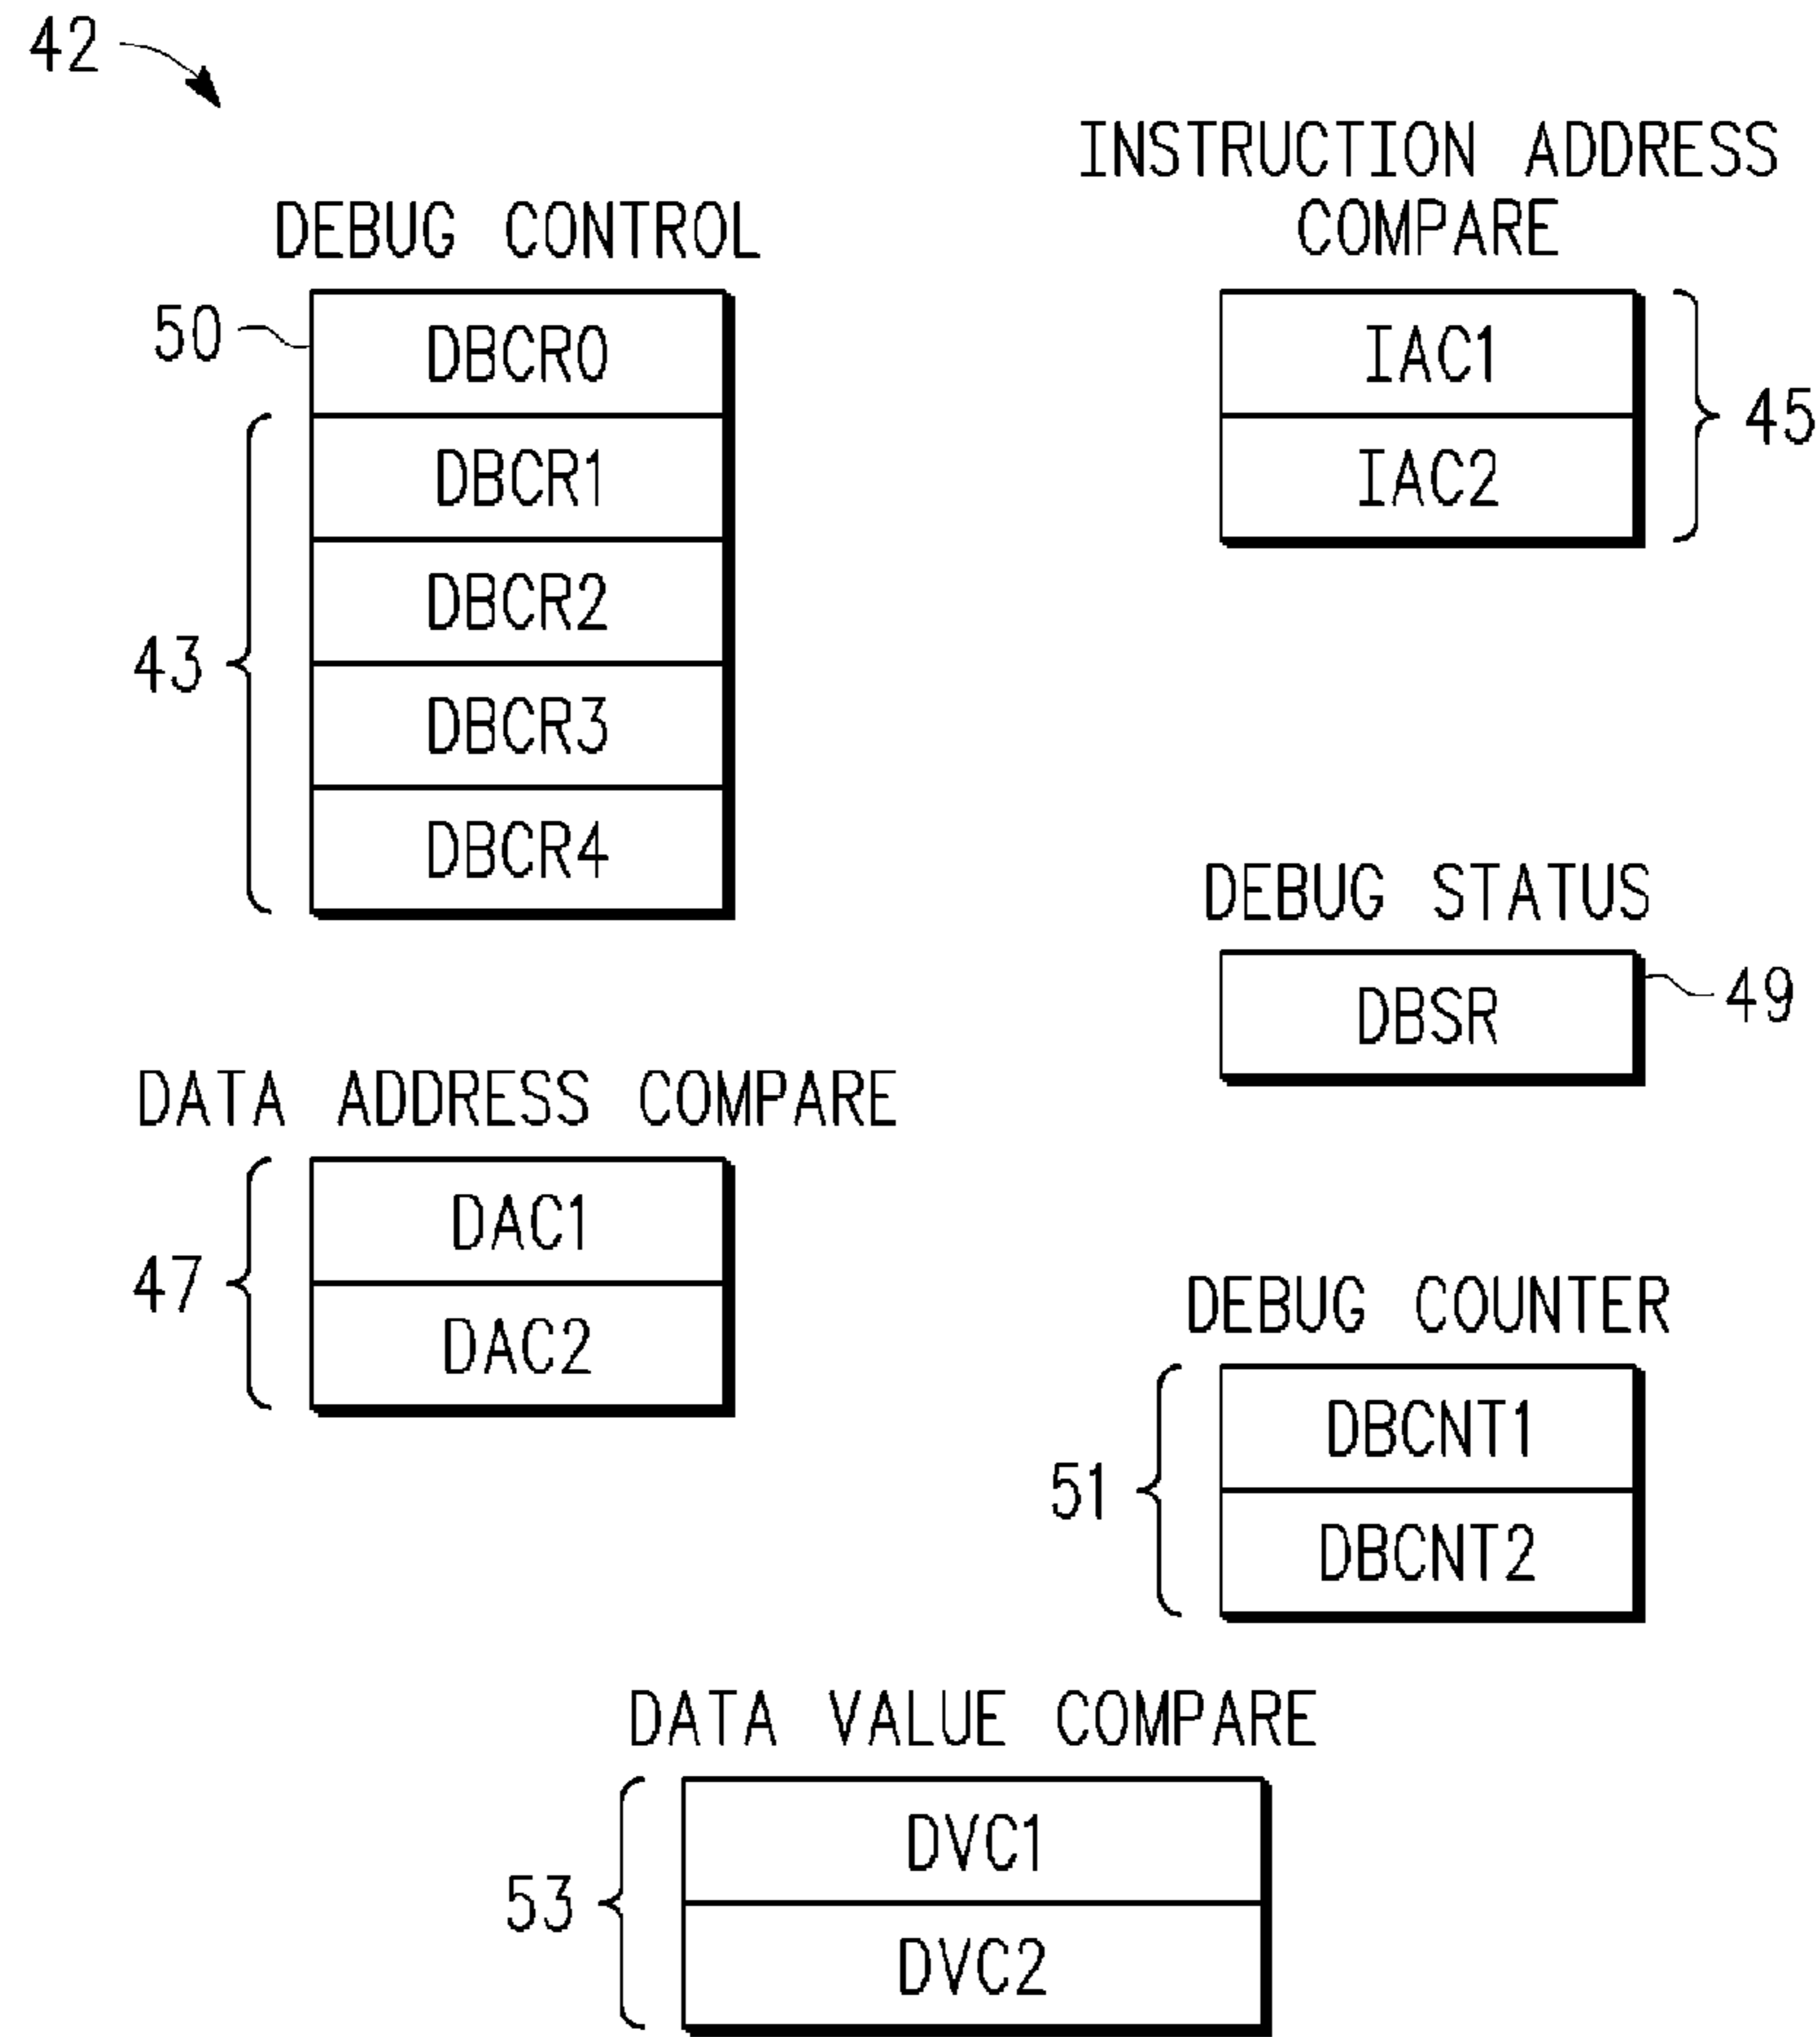 42
DEBUG CONTROL
50
DBCR0
DBCR1
DBCR2
43
DBCR3
DBCR4
INSTRUCTION ADDRESS
COMPARE
IAC1
45
IAC2
DEBUG STATUS
DBSR
49
DATA ADDRESS COMPARE
DAC1
47
DAC2
DEBUG COUNTER
DBCNT1
51
DBCNT2
DATA VALUE COMPARE
DVC1
53
DVC2